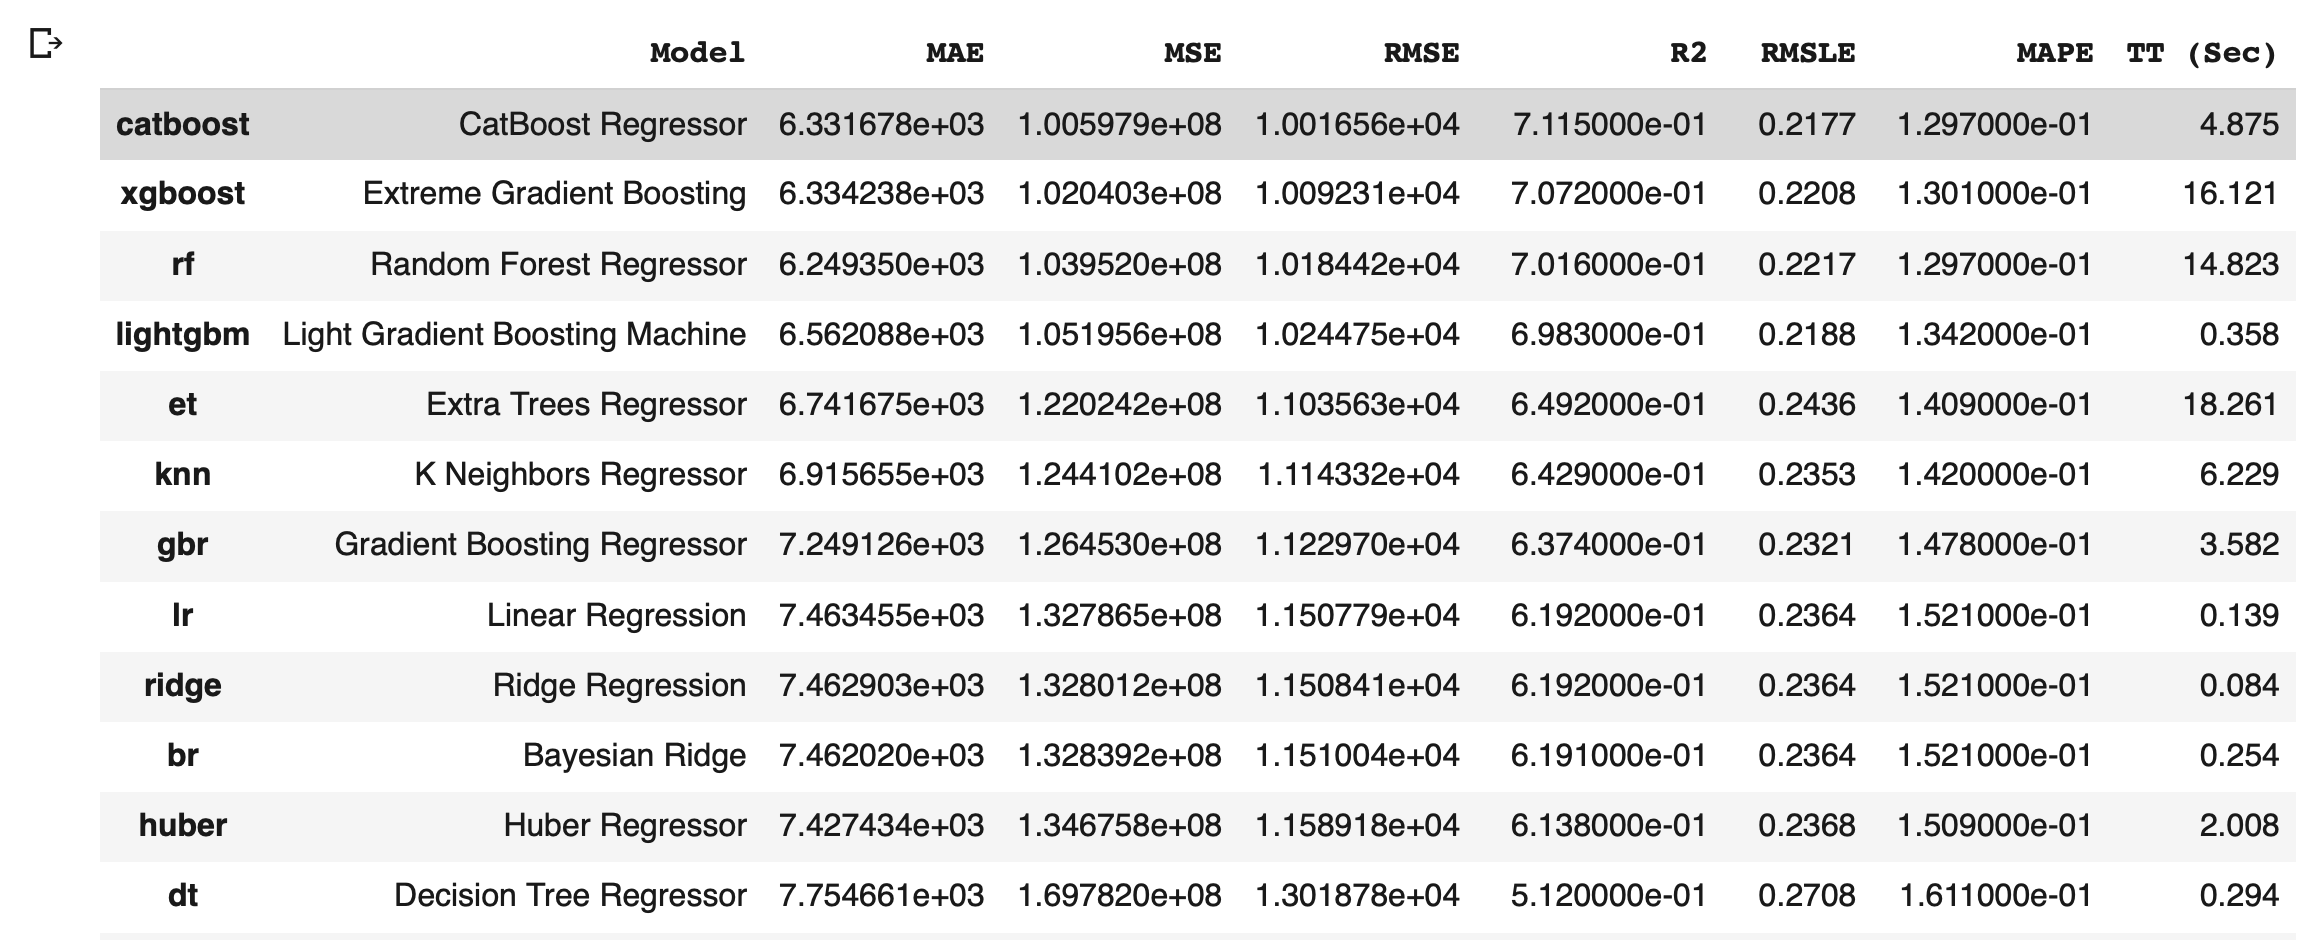 Model MAE MSE RMSE R2 RMSLE MAPE TT (Sec)
catboost CatBoost Regressor 6.331678e+03 1.005979e+08 1.001656e+04 7.115000e-01 0.2177 1.297000e-01 4.875
xgboost Extreme Gradient Boosting 6.334238e+03 1.020403e+08 1.009231e+04 7.072000e-01 0.2208 1.301000e-01 16.121
rf Random Forest Regressor 6.249350e+03 1.039520e+08 1.018442e+04 7.016000e-01 0.2217 1.297000e-01 14.823
lightgbm Light Gradient Boosting Machine 6.562088e+03 1.051956e+08 1.024475e+04 6.983000e-01 0.2188 1.342000e-01 0.358
et Extra Trees Regressor 6.741675e+03 1.220242e+08 1.103563e+04 6.492000e-01 0.2436 1.409000e-01 18.261
knn K Neighbors Regressor 6.915655e+03 1.244102e+08 1.114332e+04 6.429000e-01 0.2353 1.420000e-01 6.229
gbr Gradient Boosting Regressor 7.249126e+03 1.264530e+08 1.122970e+04 6.374000e-01 0.2321 1.478000e-01 3.582
lr Linear Regression 7.463455e+03 1.327865e+08 1.150779e+04 6.192000e-01 0.2364 1.521000e-01 0.139
ridge Ridge Regression 7.462903e+03 1.328012e+08 1.150841e+04 6.192000e-01 0.2364 1.521000e-01 0.084
br Bayesian Ridge 7.462020e+03 1.328392e+08 1.151004e+04 6.191000e-01 0.2364 1.521000e-01 0.254
huber Huber Regressor 7.427434e+03 1.346758e+08 1.158918e+04 6.138000e-01 0.2368 1.509000e-01 2.008
dt Decision Tree Regressor 7.754661e+03 1.697820e+08 1.301878e+04 5.120000e-01 0.2708 1.611000e-01 0.294